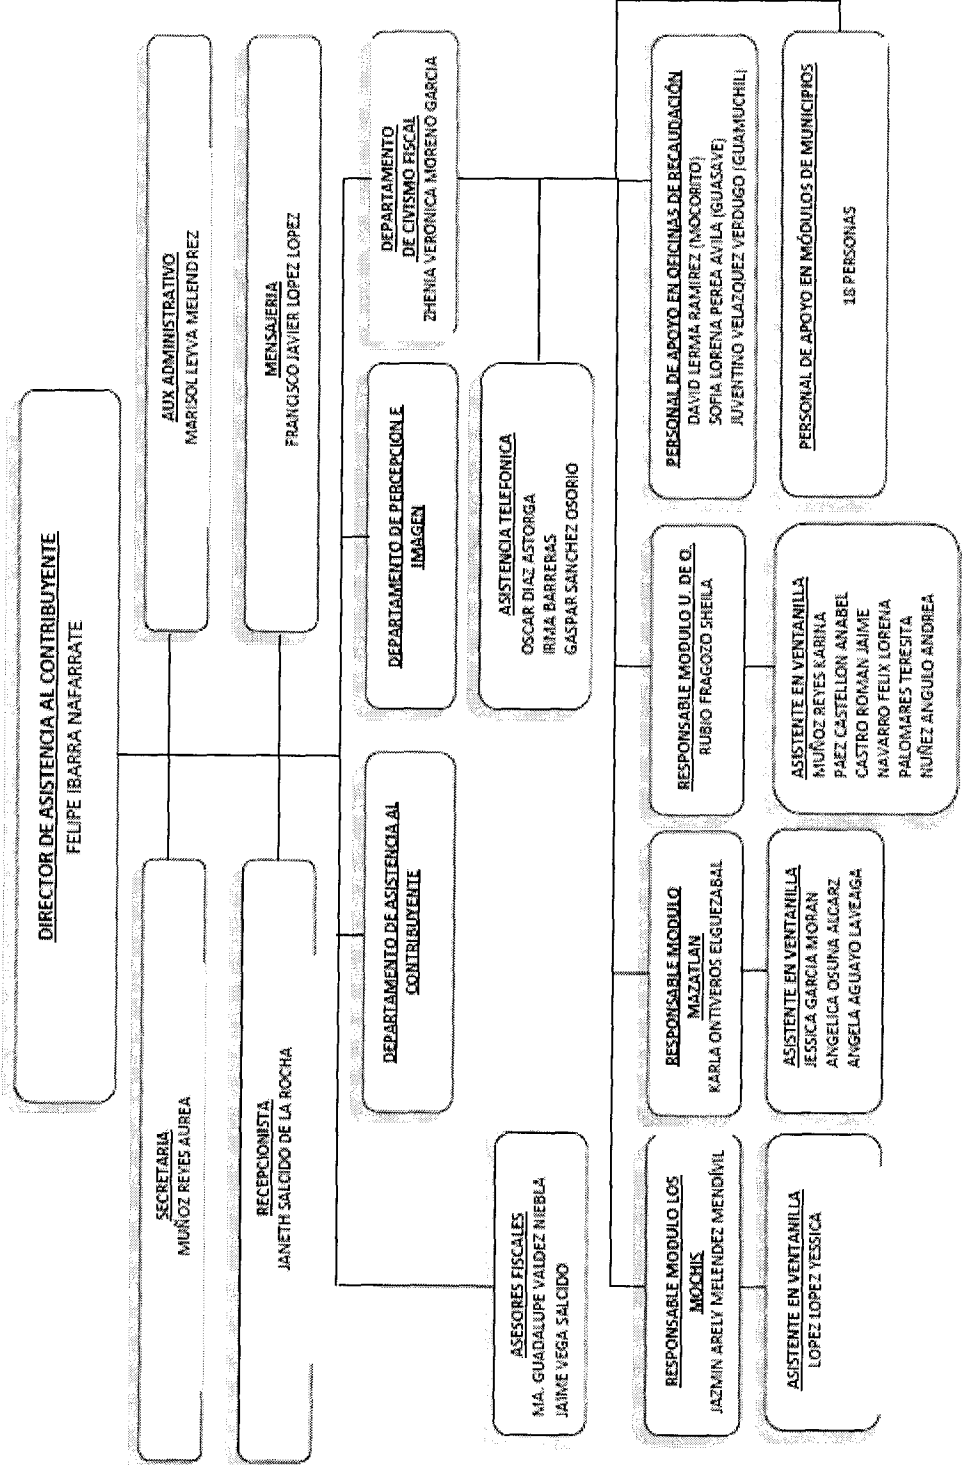 DIRECTOR DE ASISTENCIA AL CONTRIBUYENTE
FELIPE IBARRA NAFARRATE
SECRETARIA
MUÑOZ REYES AUREA
AUX ADMINISTRATIVO
MARISOL LEYVA MELENDREZ
RECEPCIONISTA
JANETH SALCIDO DE LA ROCHA
MENSAJERIA
FRANCISCO JAVIER LOPEZ LOPEZ
DEPARTAMENTO DE ASISTENCIA AL
CONTRIBUYENTE
DEPARTAMENTO DE PERCEPCION E
IMAGEN
DEPARTAMENTO
DE CIVISMO FISCAL
ZHENIA VERONICA MORENO GARCIA
ASESORES FISCALES
MA. GUADALUPE VALDEZ NIEBLA
JAIME VEGA SALCIDO
ASISTENCIA TELEFONICA
OSCAR DIAZ ASTORGA
IRMA BARRERAS
GASPAR SANCHEZ OSORIO
RESPONSABLE MODULO LOS
MOCHIS
JAZMIN ARELY MELENDEZ MENDÍVIL
RESPONSABLE MODULO
MAZATLAN
KARLA ONTIVEROS ELGUEZABAL
RESPONSABLE MODULO U. DE O.
RUBIO FRAGOZO SHEILA
PERSONAL DE APOYO EN OFICINAS DE RECAUDACIÓN
DAVID LERMA RAMIREZ (MOCORITO)
SOFIA LORENA PEREA AVILA (GUASAVE)
JUVENTINO VELAZQUEZ VERDUGO (GUAMUCHIL)
ASISTENTE EN VENTANILLA
LOPEZ LOPEZ YESSICA
ASISTENTE EN VENTANILLA
JESSICA GARCIA MORAN
ANGELICA OSUNA ALCARZ
ANGELA AGUAYO LAVEAGA
ASISTENTE EN VENTANILLA
MUÑOZ REYES KARINA
PAEZ CASTELLON ANABEL
CASTRO ROMAN JAIME
NAVARRO FELIX LORENA
PALOMARES TERESITA
NUÑEZ ANGULO ANDREA
PERSONAL DE APOYO EN MÓDULOS DE MUNICIPIOS
18 PERSONAS